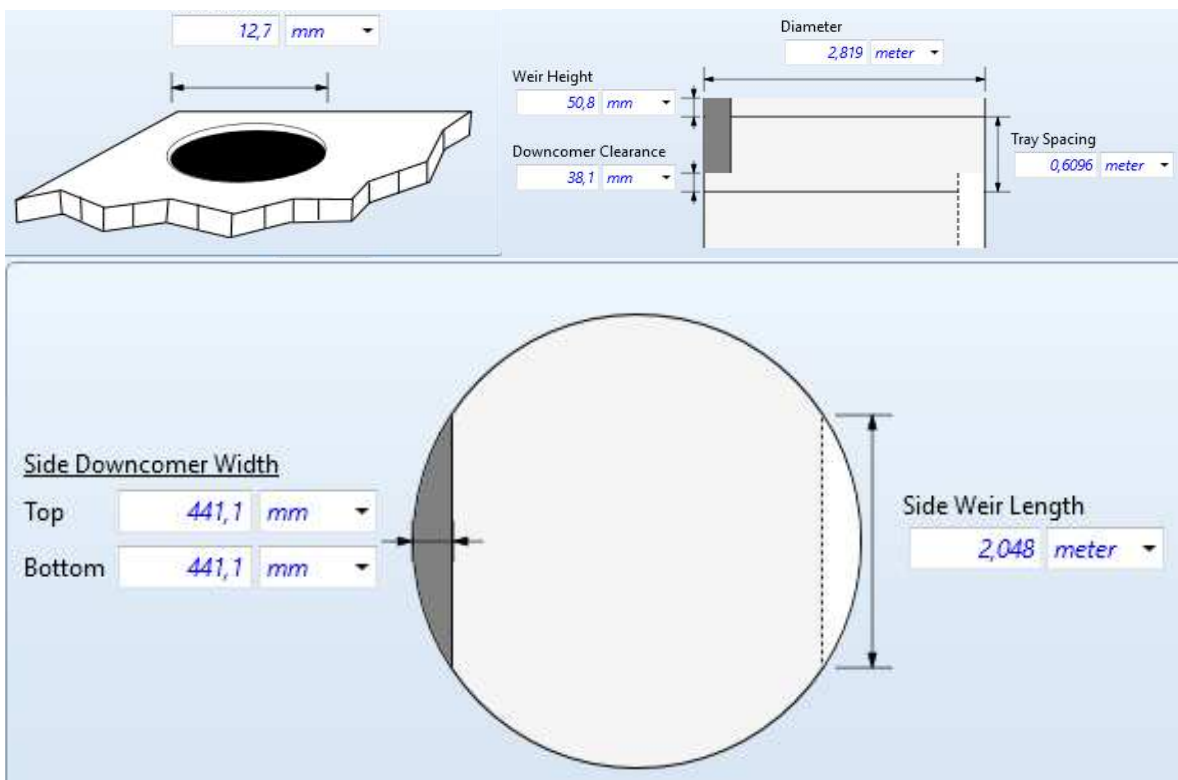 12,7 mm
Diameter
2,819 meter
Weir Height
50,8 mm
Downcomer Clearance
38,1 mm
Tray Spacing
0,6096 meter
Side Downcomer Width
Top 441,1 mm
Bottom 441,1 mm
Side Weir Length
2,048 meter